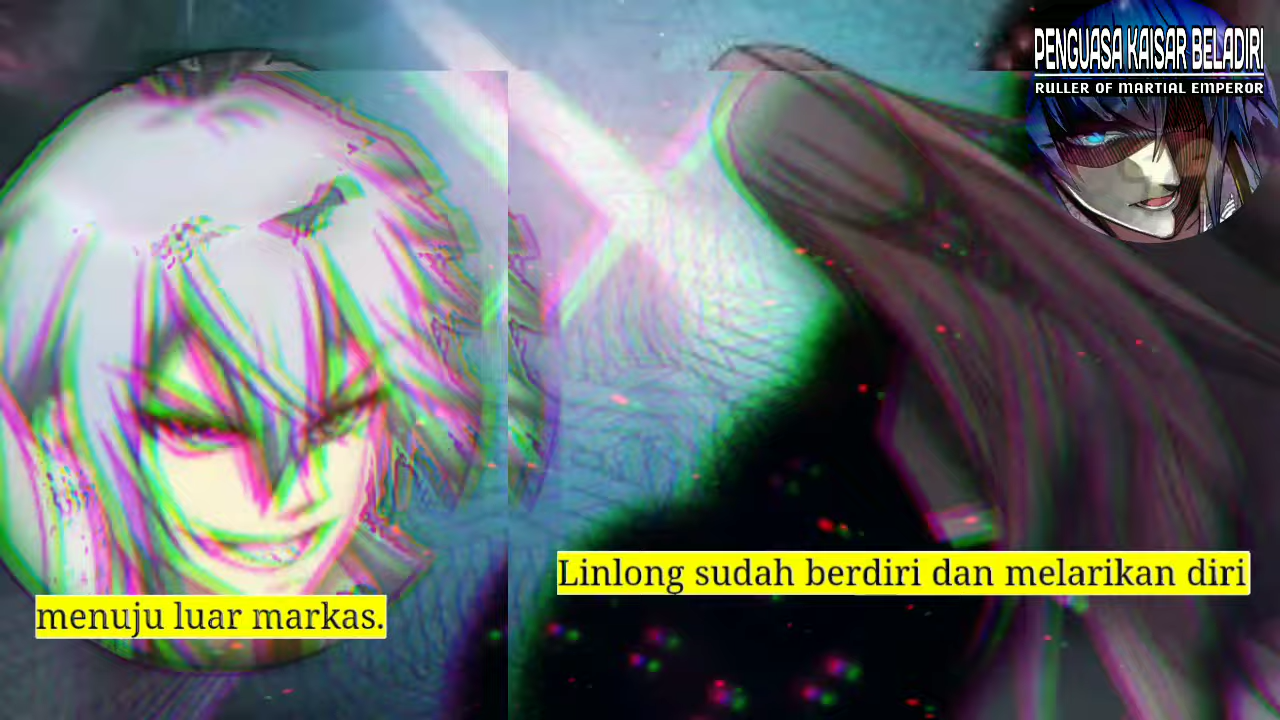 PENGUASA KAISAR BELADIRI
RULLER OF MARTIAL EMPEROR
Linlong sudah berdiri dan melarikan diri
menuju luar markas.